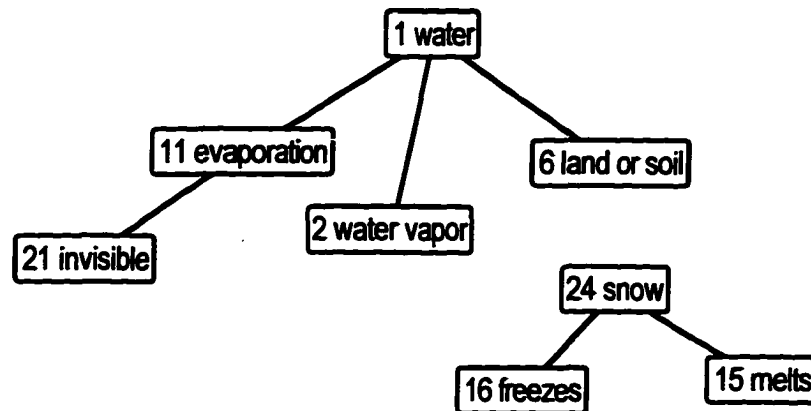 1 water
11 evaporation
6 land or soil
2 water vapor
21 invisible
24 snow
16 freezes
15 melts